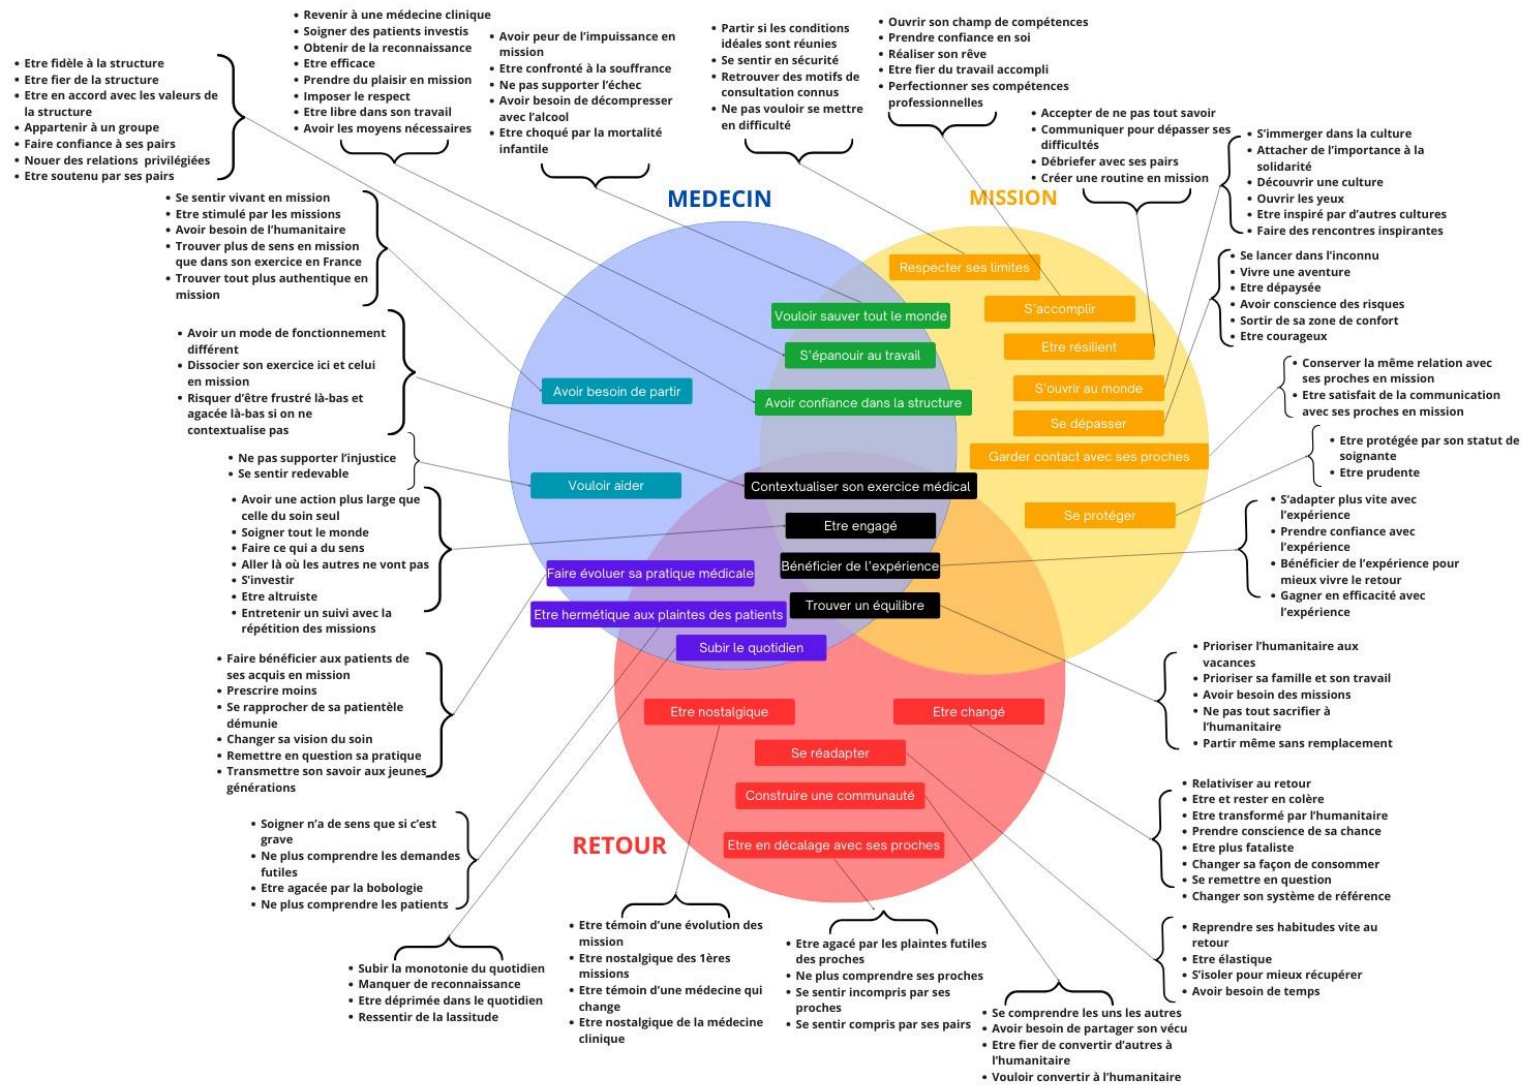 • Revenir à une médecine clinique
• Soigner des patients investis
• Obtenir de la reconnaissance
• Etre efficace
• Prendre du plaisir en mission
• Imposer le respect
• Etre libre dans son travail
• Avoir les moyens nécessaires
• Avoir peur de l’impuissance en
mission
• Etre confronté à la souffrance
• Ne pas supporter l’échec
• Avoir besoin de décompresser
avec l’alcool
• Etre choqué par la mortalité
infantile
• Partir si les conditions
idéales sont réunies
• Se sentir en sécurité
• Retrouver des motifs de
consultation connus
• Ne pas vouloir se mettre
en difficulté
• Ouvrir son champ de compétences
• Prendre confiance en soi
• Réaliser son rêve
• Etre fier du travail accompli
• Perfectionner ses compétences
professionnelles
• Accepter de ne pas tout savoir
• Communiquer pour dépasser ses
difficultés
• Débriefer avec ses pairs
• Créer une routine en mission
• Etre fidèle à la structure
• Etre fier de la structure
• Etre en accord avec les valeurs de
la structure
• Appartenir à un groupe
• Faire confiance à ses pairs
• Nouer des relations privilégiées
• Etre soutenu par ses pairs
• S’immerger dans la culture
• Attacher de l’importance à la
solidarité
• Découvrir une culture
• Ouvrir les yeux
• Etre inspiré par d’autres cultures
• Faire des rencontres inspirantes
• Se sentir vivant en mission
• Etre stimulé par les missions
• Avoir besoin de l’humanitaire
• Trouver plus de sens en mission
que dans son exercice en France
• Trouver tout plus authentique en
mission
MEDECIN
MISSION
• Se lancer dans l’inconnu
• Vivre une aventure
• Etre dépaysée
• Avoir conscience des risques
• Sortir de sa zone de confort
• Etre courageux
Respecter ses limites
Vouloir sauver tout le monde
S’accomplir
S’épanouir au travail
Etre résilient
Avoir besoin de partir
Avoir confiance dans la structure
S’ouvrir au monde
Se dépasser
• Avoir un mode de fonctionnement
différent
• Dissocier son exercice ici et celui
en mission
• Risquer d’être frustré là-bas et
agacée là-bas si on ne
contextualise pas
• Conserver la même relation avec
ses proches en mission
• Etre satisfait de la communication
avec ses proches en mission
Garder contact avec ses proches
• Ne pas supporter l’injustice
• Se sentir redevable
Vouloir aider
Contextualiser son exercice médical
Se protéger
• Etre protégée par son statut de
soignante
• Etre prudente
• Avoir une action plus large que
celle du soin seul
• Soigner tout le monde
• Faire ce qui a du sens
• Aller là où les autres ne vont pas
• S’investir
• Etre altruiste
• Entretenir un suivi avec la
répétition des missions
Etre engagé
Bénéficier de l’expérience
Faire évoluer sa pratique médicale
Trouver un équilibre
Etre hermétique aux plaintes des patients
Subir le quotidien
• S’adapter plus vite avec
l’expérience
• Prendre confiance avec
l’expérience
• Bénéficier de l’expérience pour
mieux vivre le retour
• Gagner en efficacité avec
l’expérience
• Faire bénéficier aux patients de
ses acquis en mission
• Prescrire moins
• Se rapprocher de sa patientèle
démunie
• Changer sa vision du soin
• Remettre en question sa pratique
• Transmettre son savoir aux jeunes
générations
• Prioriser l’humanitaire aux
vacances
• Prioriser sa famille et son travail
• Avoir besoin des missions
• Ne pas tout sacrifier à
l’humanitaire
• Partir même sans remplacement
Etre nostalgique
Etre changé
Se réadapter
Construire une communauté
RETOUR
Etre en décalage avec ses proches
• Relativiser au retour
• Etre et rester en colère
• Etre transformé par l’humanitaire
• Prendre conscience de sa chance
• Etre plus fataliste
• Changer sa façon de consommer
• Se remettre en question
• Changer son système de référence
• Soigner n’a de sens que si c’est
grave
• Ne plus comprendre les demandes
futiles
• Etre agacée par la bobologie
• Ne plus comprendre les patients
• Subir la monotonie du quotidien
• Manquer de reconnaissance
• Etre déprimée dans le quotidien
• Ressentir de la lassitude
• Etre témoin d’une évolution des
mission
• Etre nostalgique des 1ères
missions
• Etre témoin d’une médecine qui
change
• Etre nostalgique de la médecine
clinique
• Etre agacé par les plaintes futiles
des proches
• Ne plus comprendre ses proches
• Se sentir incompris par ses
proches
• Se sentir compris par ses pairs
• Reprendre ses habitudes vite au
retour
• Etre élastique
• S’isoler pour mieux récupérer
• Avoir besoin de temps
• Se comprendre les uns les autres
• Avoir besoin de partager son vécu
• Etre fier de convertir d’autres à
l’humanitaire
• Vouloir convertir à l’humanitaire